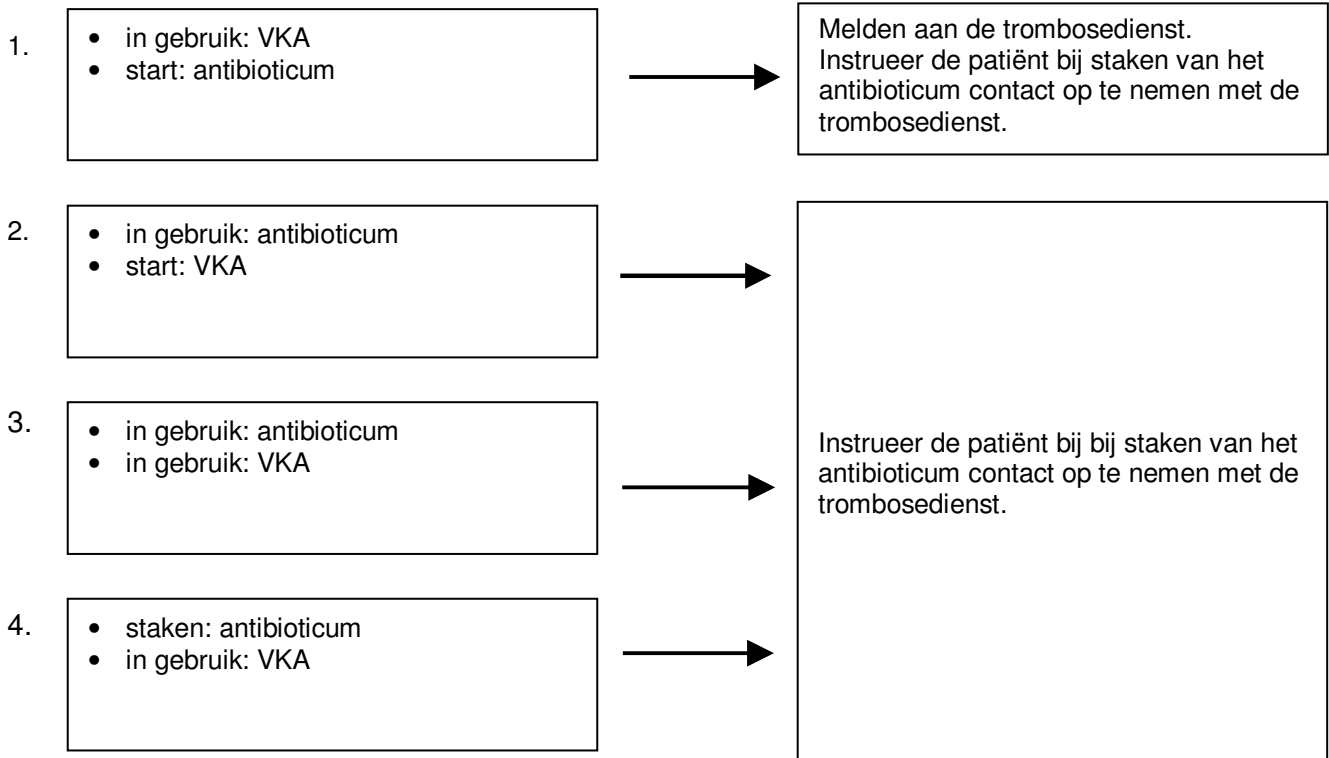 1.
• in gebruik: VKA
• start: antibioticum
Melden aan de trombosedienst.
Instrueer de patiënt bij staken van het
antibioticum contact op te nemen met de
trombosedienst.
2.
• in gebruik: antibioticum
• start: VKA
3.
• in gebruik: antibioticum
• in gebruik: VKA
Instrueer de patiënt bij bij staken van het
antibioticum contact op te nemen met de
trombosedienst.
4.
• staken: antibioticum
• in gebruik: VKA